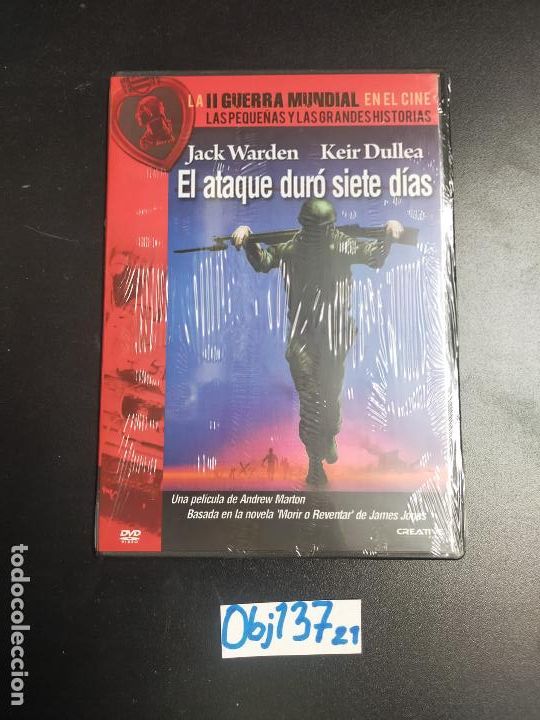 LA II GUERRA MUNDIAL EN EL CINE
LAS PEQUEÑAS Y LAS GRANDES HISTORIAS
Jack Warden Keir Dullea
El ataque duró siete días
Una película de Andrew Marton
Basada en la novela 'Morir o Reventar' de James Jones
DVD
VIDEO
CREATIVE
Obj137 21
todocoleccion